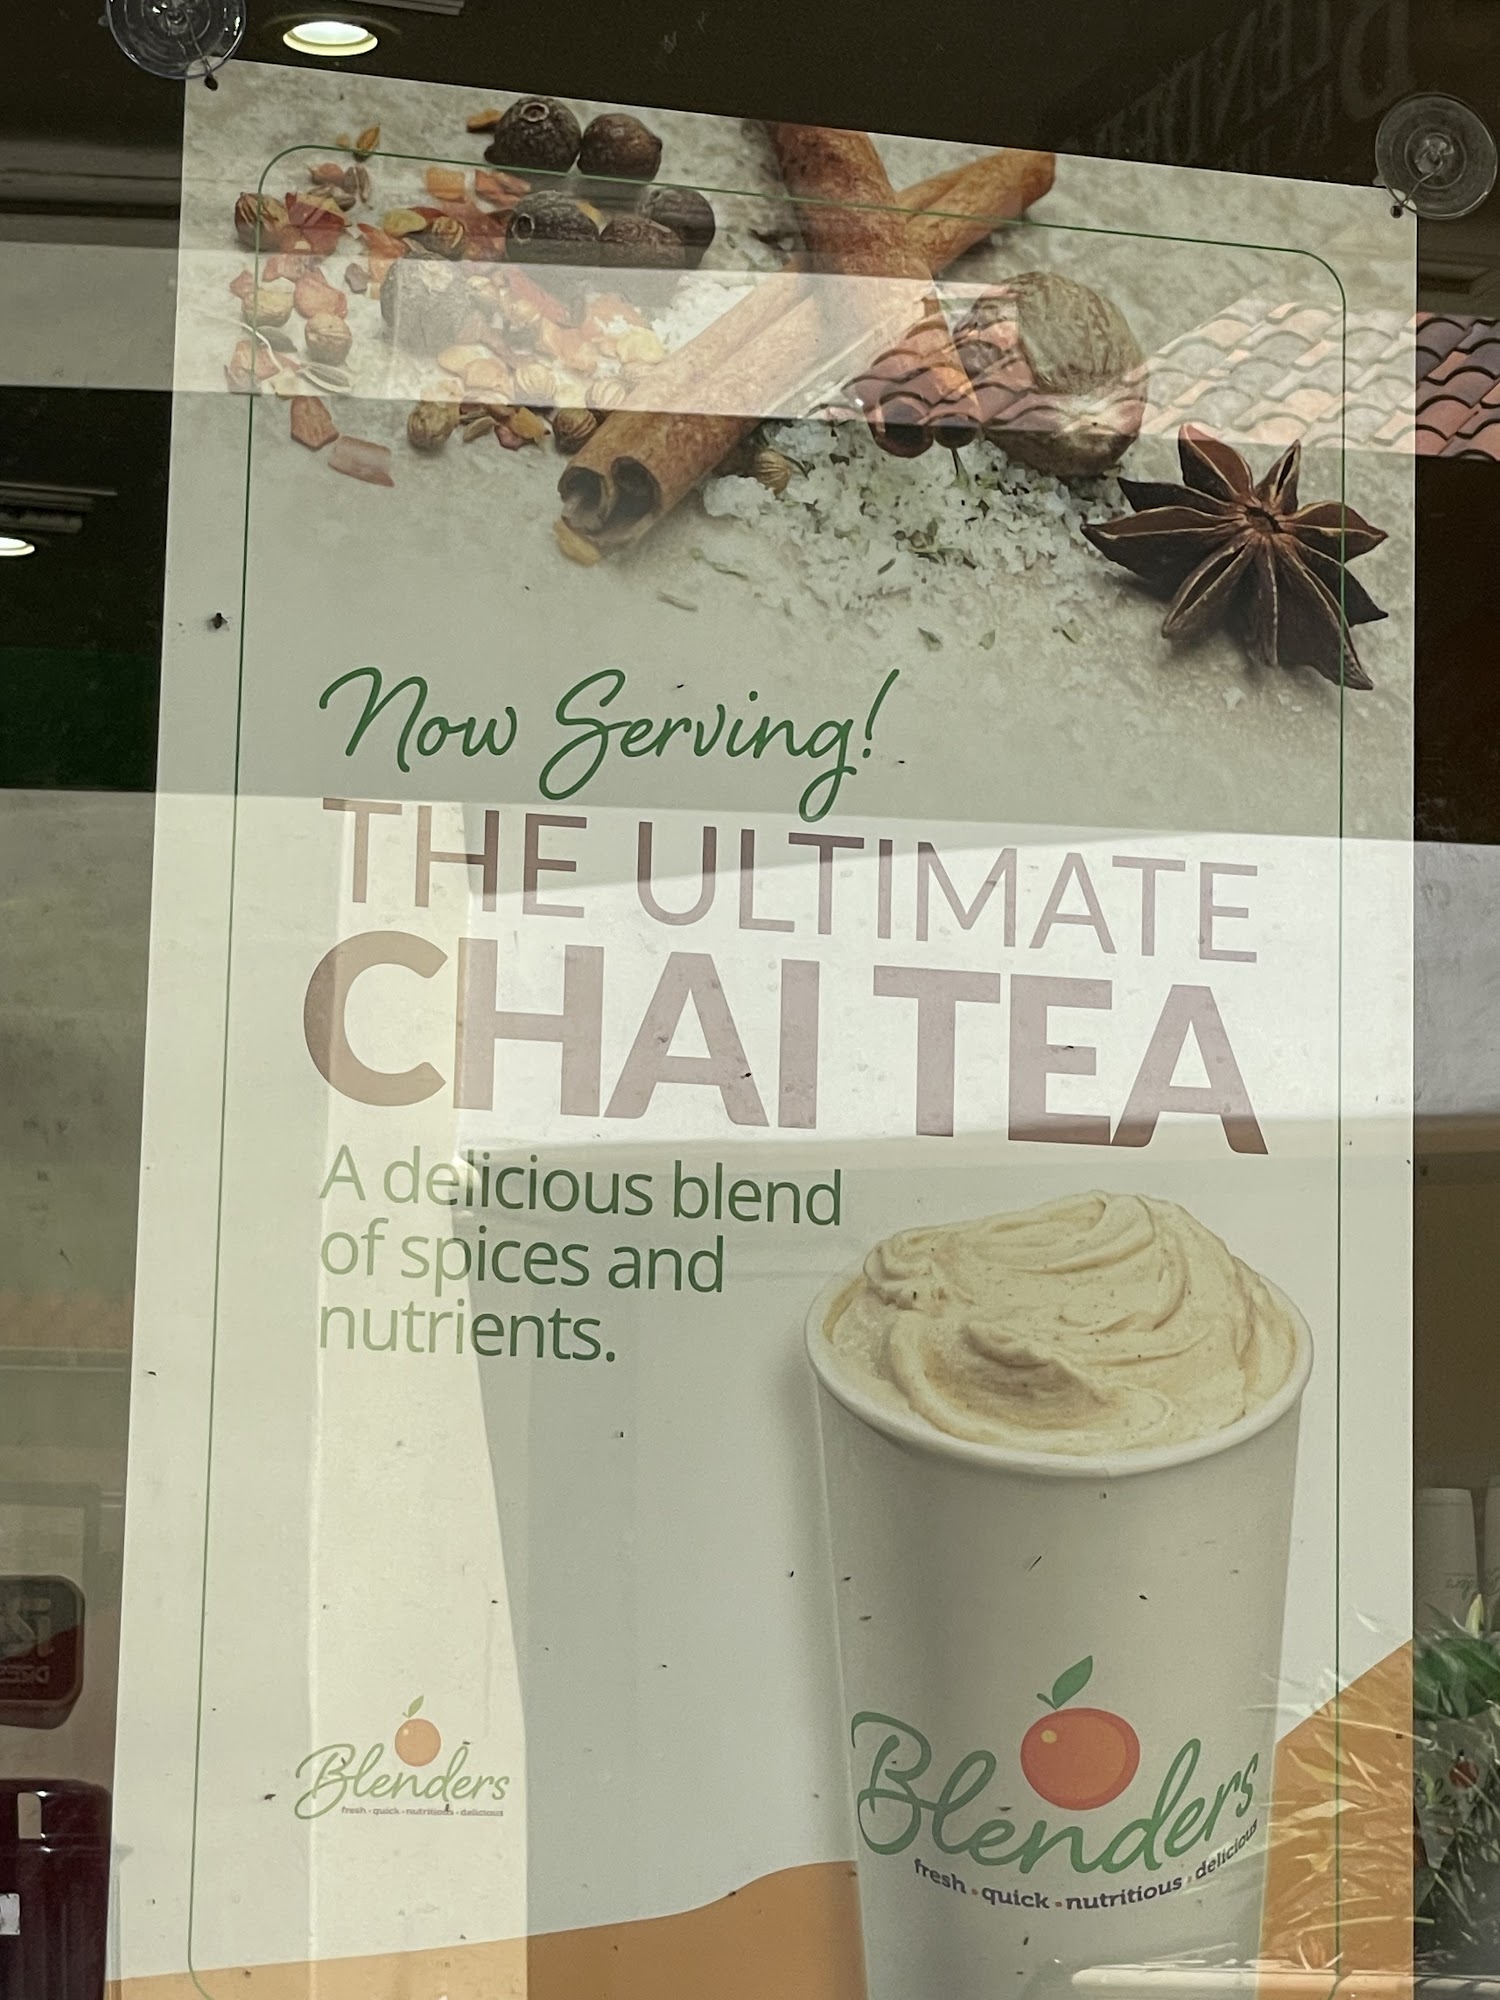 Now Serving!
THE ULTIMATE
CHAI TEA
A delicious blend
of spices and
nutrients.
Blenders
fresh • quick • nutritious • delicious
Blenders
fresh • quick • nutritious • delicious